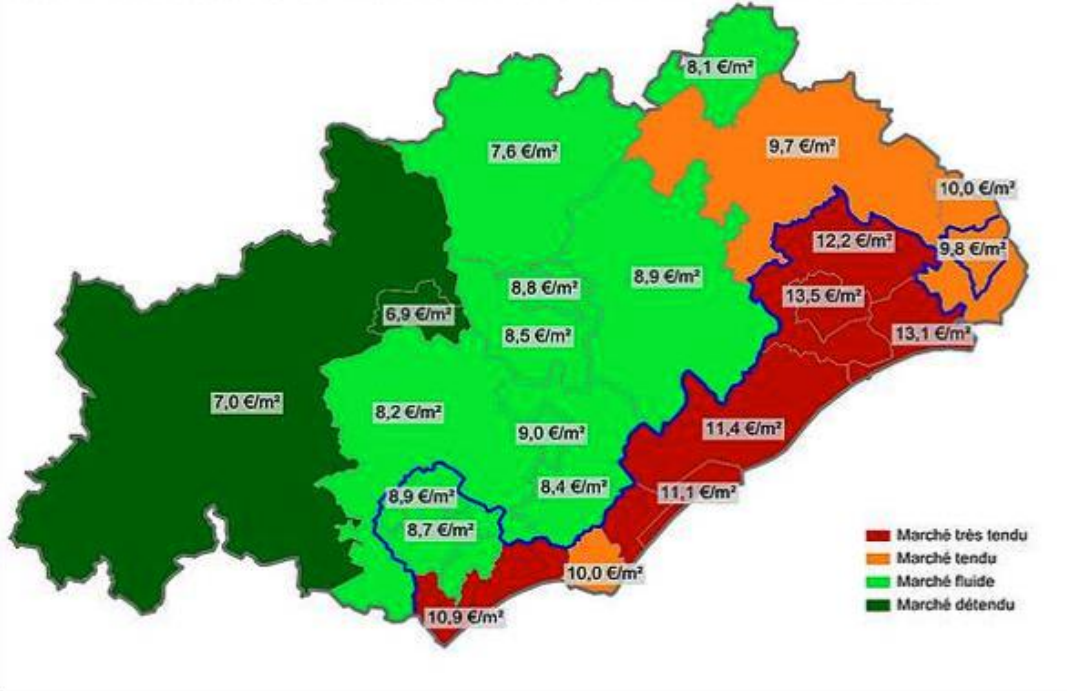 8,1 €/m²
7,6 €/m²
9,7 €/m²
10,0 €/m²
12,2 €/m²
9,8 €/m²
8,9 €/m²
8,8 €/m²
13,5 €/m²
6,9 €/m²
8,5 €/m²
13,1 €/m²
7,0 €/m²
8,2 €/m²
9,0 €/m²
11,4 €/m²
8,4 €/m²
11,1 €/m²
8,9 €/m²
8,7 €/m²
10,0 €/m²
10,9 €/m²
Marché très tendu
Marché tendu
Marché fluide
Marché détendu